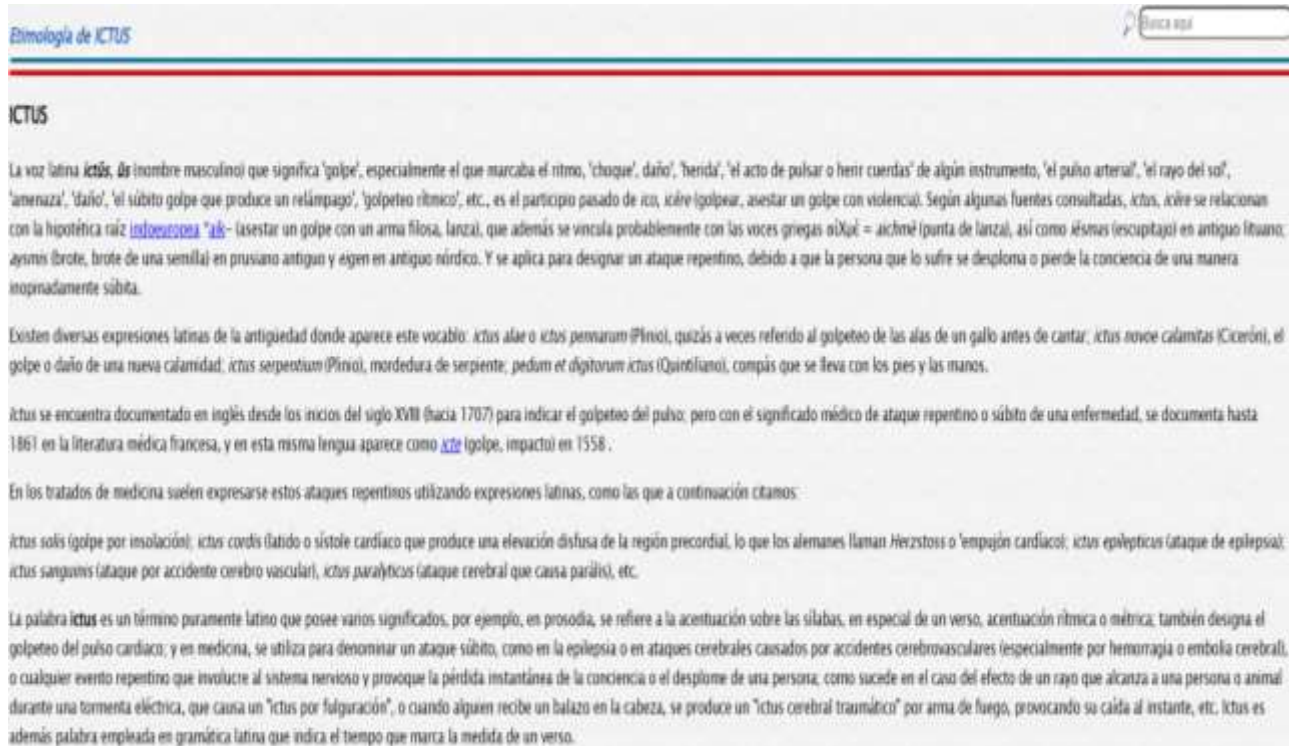 Etimología de ICTUS
Busca aquí
ICTUS
La voz latina ictŭs, ūs (nombre masculino) que significa 'golpe', especialmente el que marcaba el ritmo, 'choque', daño', 'herida', 'el acto de pulsar o herir cuerdas' de algún instrumento, 'el pulso arterial', 'el rayo del sol',
'amenaza', 'daño', 'el súbito golpe que produce un relámpago', 'golpeteo rítmico', etc., es el participio pasado de ico, icĕre (golpear, asestar un golpe con violencia). Según algunas fuentes consultadas, ictus, icĕre se relacionan
con la hipotética raíz indoeuropea *aik– (asestar un golpe con un arma filosa, lanza), que además se vincula probablemente con las voces griegas = aichmē (punta de lanza), así como iēsmas (escupitajo) en antiguo lituano;
aysmis (brote, brote de una semilla) en prusiano antiguo y eigen en antiguo nórdico. Y se aplica para designar un ataque repentino, debido a que la persona que lo sufre se desploma o pierde la conciencia de una manera
inopinadamente súbita.
Existen diversas expresiones latinas de la antigüedad donde aparece este vocablo: ictus alae o ictus pennarum (Plinio), quizás a veces referido al golpeteo de las alas de un gallo antes de cantar; ictus novoe calamitas (Cicerón), el
golpe o daño de una nueva calamidad; ictus serpentium (Plinio), mordedura de serpiente; pedum et digitorum ictus (Quintiliano), compás que se lleva con los pies y las manos.
Ictus se encuentra documentado en inglés desde los inicios del siglo XVIII (hacia 1707) para indicar el golpeteo del pulso; pero con el significado médico de ataque repentino o súbito de una enfermedad, se documenta hasta
1861 en la literatura médica francesa, y en esta misma lengua aparece como icte (golpe, impacto) en 1558 .
En los tratados de medicina suelen expresarse estos ataques repentinos utilizando expresiones latinas, como las que a continuación citamos:
Ictus solis (golpe por insolación); ictus cordis (latido o sístole cardíaco que produce una elevación disfusa de la región precordial, lo que los alemanes llaman Herzstoss o 'empujón cardíaco); ictus epilepticus (ataque de epilepsia);
ictus sanguinis (ataque por accidente cerebro vascular), ictus paralyticus (ataque cerebral que causa parális), etc.
La palabra ictus es un término puramente latino que posee varios significados, por ejemplo, en prosodia, se refiere a la acentuación sobre las sílabas, en especial de un verso, acentuación rítmica o métrica; también designa el
golpeteo del pulso cardiaco; y en medicina, se utiliza para denominar un ataque súbito, como en la epilepsia o en ataques cerebrales causados por accidentes cerebrovasculares (especialmente por hemorragia o embolia cerebral),
o cualquier evento repentino que involucre al sistema nervioso y provoque la pérdida instantánea de la conciencia o el desplome de una persona; como sucede en el caso del efecto de un rayo que alcanza a una persona o animal
durante una tormenta eléctrica, que causa un "ictus por fulguración", o cuando alguien recibe un balazo en la cabeza, se produce un "ictus cerebral traumático" por arma de fuego, provocando su caída al instante, etc. Ictus es
además palabra empleada en gramática latina que indica el tiempo que marca la medida de un verso.